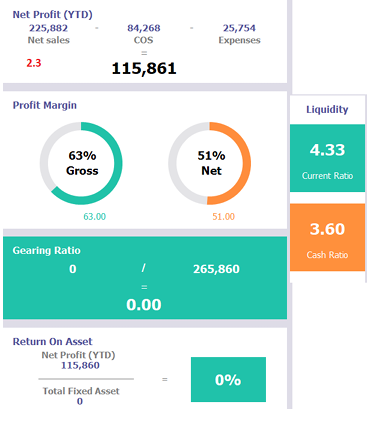 Net Profit (YTD)
225,882 - 84,268 - 25,754
Net sales COS Expenses
=
2.3
115,861
Profit Margin
63%
Gross
63.00
51%
Net
51.00
Liquidity
4.33
Current Ratio
3.60
Cash Ratio
Gearing Ratio
0 / 265,860
=
0.00
Return On Asset
Net Profit (YTD)
115,860
Total Fixed Asset
0
=
0%